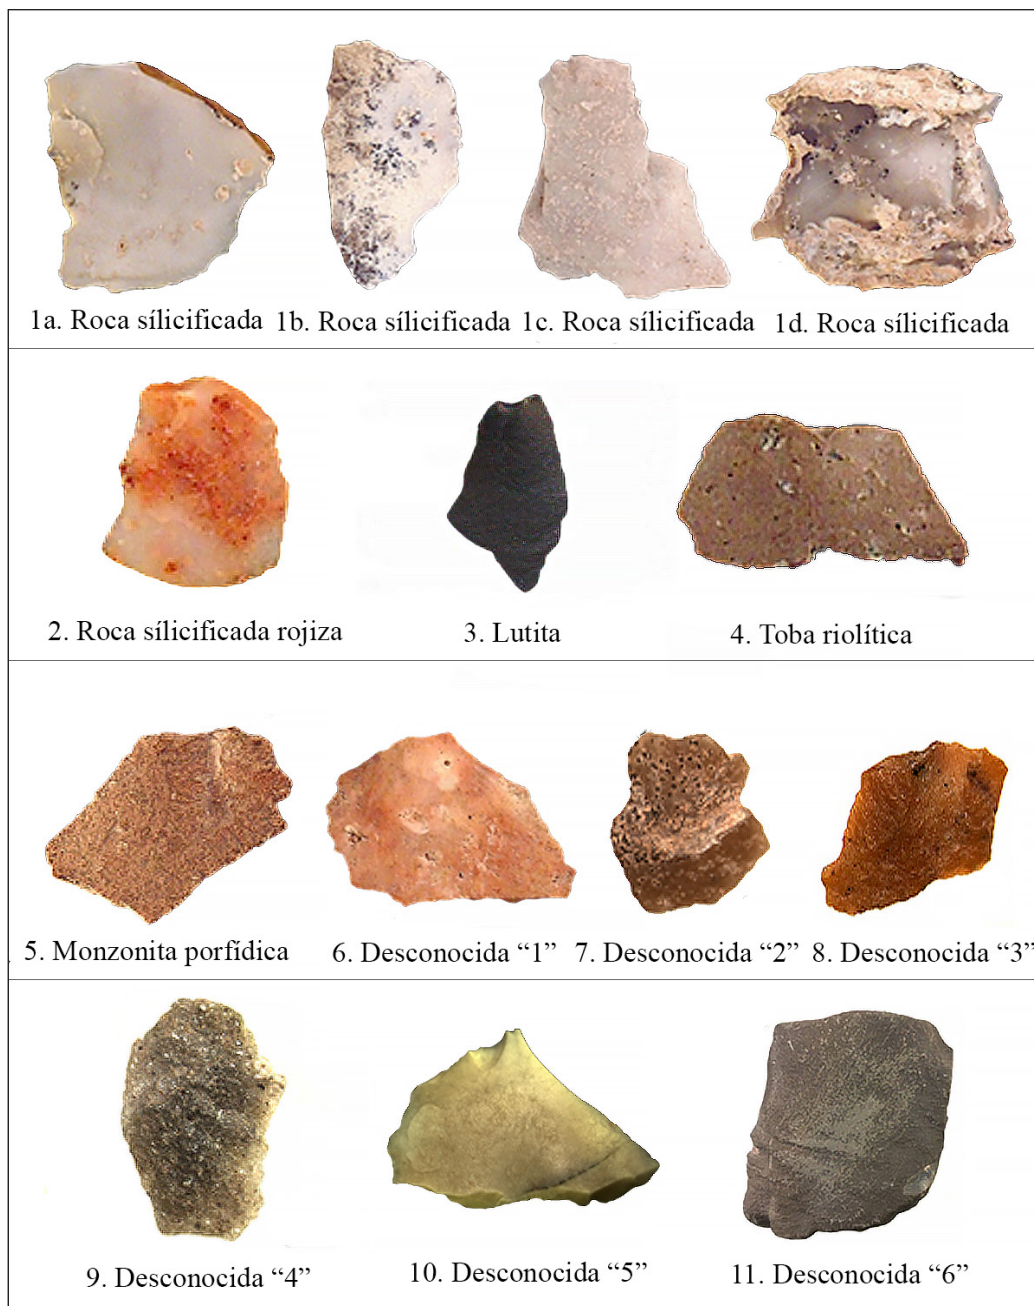 1a. Roca sílicificada 1b. Roca sílicificada 1c. Roca sílicificada 1d. Roca sílicificada
2. Roca sílicificada rojiza 3. Lutita 4. Toba riolítica
5. Monzonita porfídica 6. Desconocida “1” 7. Desconocida “2” 8. Desconocida “3”
9. Desconocida “4” 10. Desconocida “5” 11. Desconocida “6”